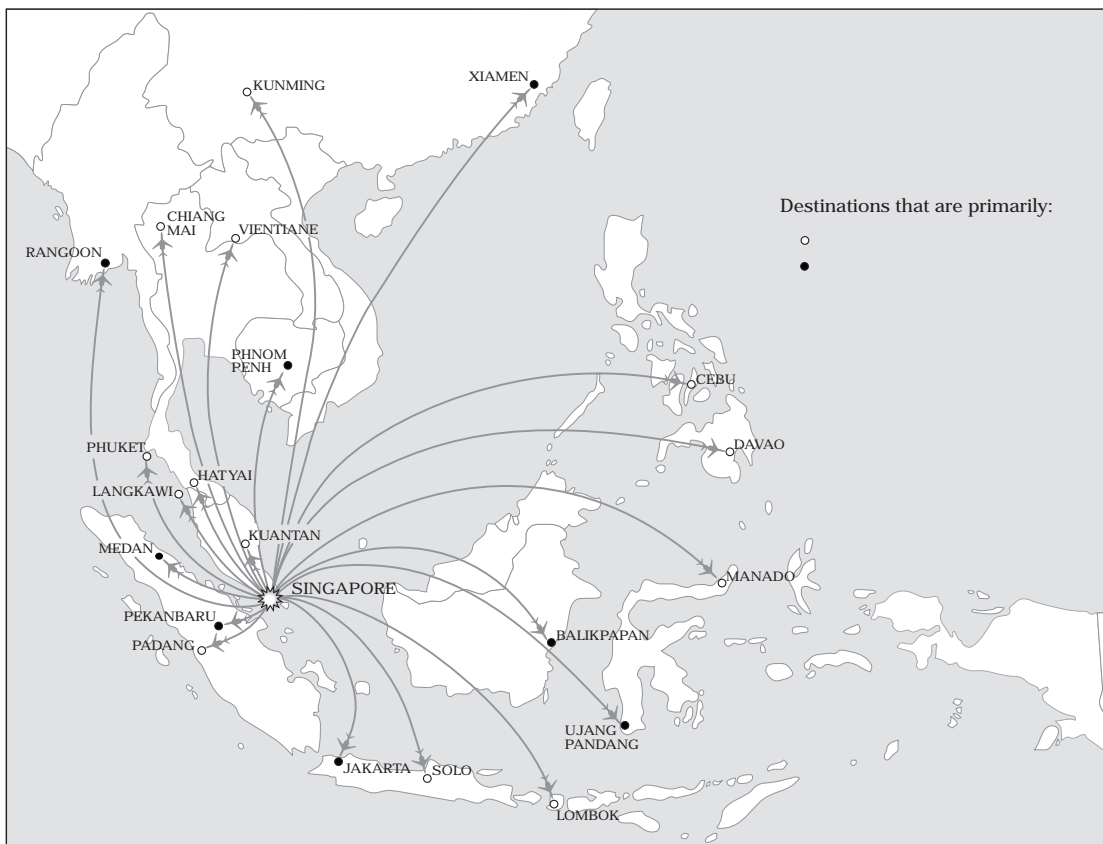 KUNMING
XIAMEN
CHIANG
MAI
VIENTIANE
RANGOON
Destinations that are primarily:
PHNOM
PENH
CEBU
DAVAO
PHUKET
HATYAI
LANGKAWI
KUANTAN
MEDAN
MANADO
SINGAPORE
PEKANBARU
PADANG
BALIKPAPAN
UJANG
PANDANG
JAKARTA
SOLO
LOMBOK